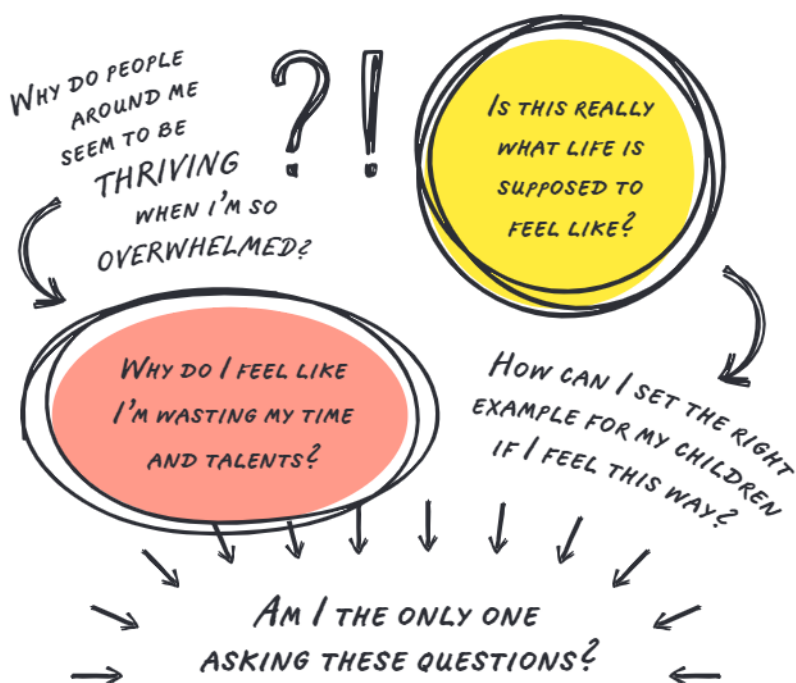 Why do people
around me
seem to be
THRIVING
when I'm so
OVERWHELMED?
?!
Is this really
what life is
supposed to
feel like?
Why do I feel like
I'm wasting my time
and talents?
How can I set the right
example for my children
if I feel this way?
Am I the only one
asking these questions?